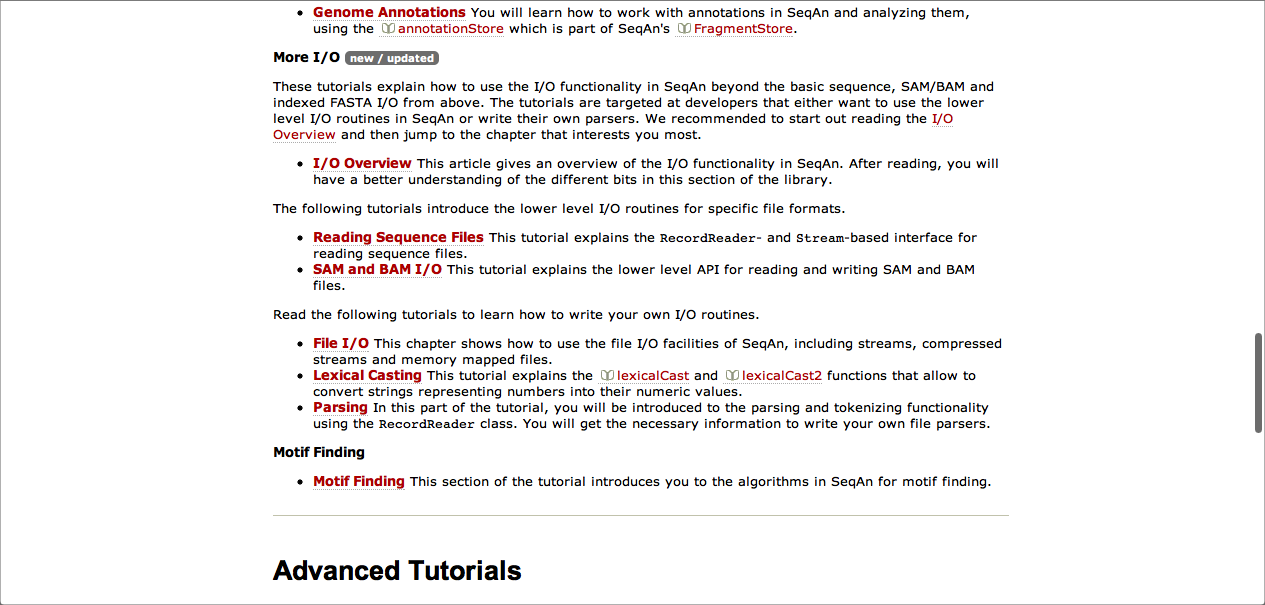 Genome Annotations You will learn how to work with annotations in SeqAn and analyzing them,
using the annotationStore which is part of SeqAn's FragmentStore.
More I/O new / updated
These tutorials explain how to use the I/O functionality in SeqAn beyond the basic sequence, SAM/BAM and
indexed FASTA I/O from above. The tutorials are targeted at developers that either want to use the lower
level I/O routines in SeqAn or write their own parsers. We recommended to start out reading the I/O
Overview and then jump to the chapter that interests you most.
I/O Overview This article gives an overview of the I/O functionality in SeqAn. After reading, you will
have a better understanding of the different bits in this section of the library.
The following tutorials introduce the lower level I/O routines for specific file formats.
Reading Sequence Files This tutorial explains the RecordReader- and Stream-based interface for
reading sequence files.
SAM and BAM I/O This tutorial explains the lower level API for reading and writing SAM and BAM
files.
Read the following tutorials to learn how to write your own I/O routines.
File I/O This chapter shows how to use the file I/O facilities of SeqAn, including streams, compressed
streams and memory mapped files.
Lexical Casting This tutorial explains the lexicalCast and lexicalCast2 functions that allow to
convert strings representing numbers into their numeric values.
Parsing In this part of the tutorial, you will be introduced to the parsing and tokenizing functionality
using the RecordReader class. You will get the necessary information to write your own file parsers.
Motif Finding
Motif Finding This section of the tutorial introduces you to the algorithms in SeqAn for motif finding.
Advanced Tutorials